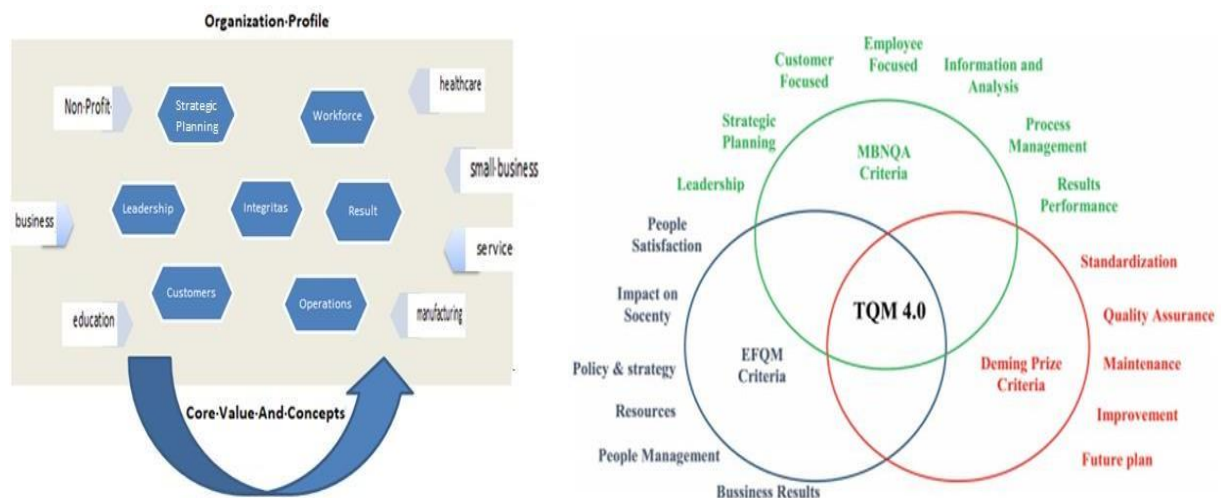 Organization·Profile
Non-Profit·
Strategic
Planning
Workforce
healthcare
small·business
Leadership
Integritas
Result
business
service
Customers
Operations
education
manufacturing
Core·Value·And·Concepts
Employee
Focused
Customer
Focused
Information and
Analysis
Strategic
Planning
MBNQA
Criteria
Process
Management
Leadership
Results
Performance
People
Satisfaction
Standardization
Impact on
Socenty
TQM 4.0
Quality Assurance
Policy & strategy
EFQM
Criteria
Deming Prize
Criteria
Maintenance
Resources
Improvement
People Management
Future plan
Bussiness Results